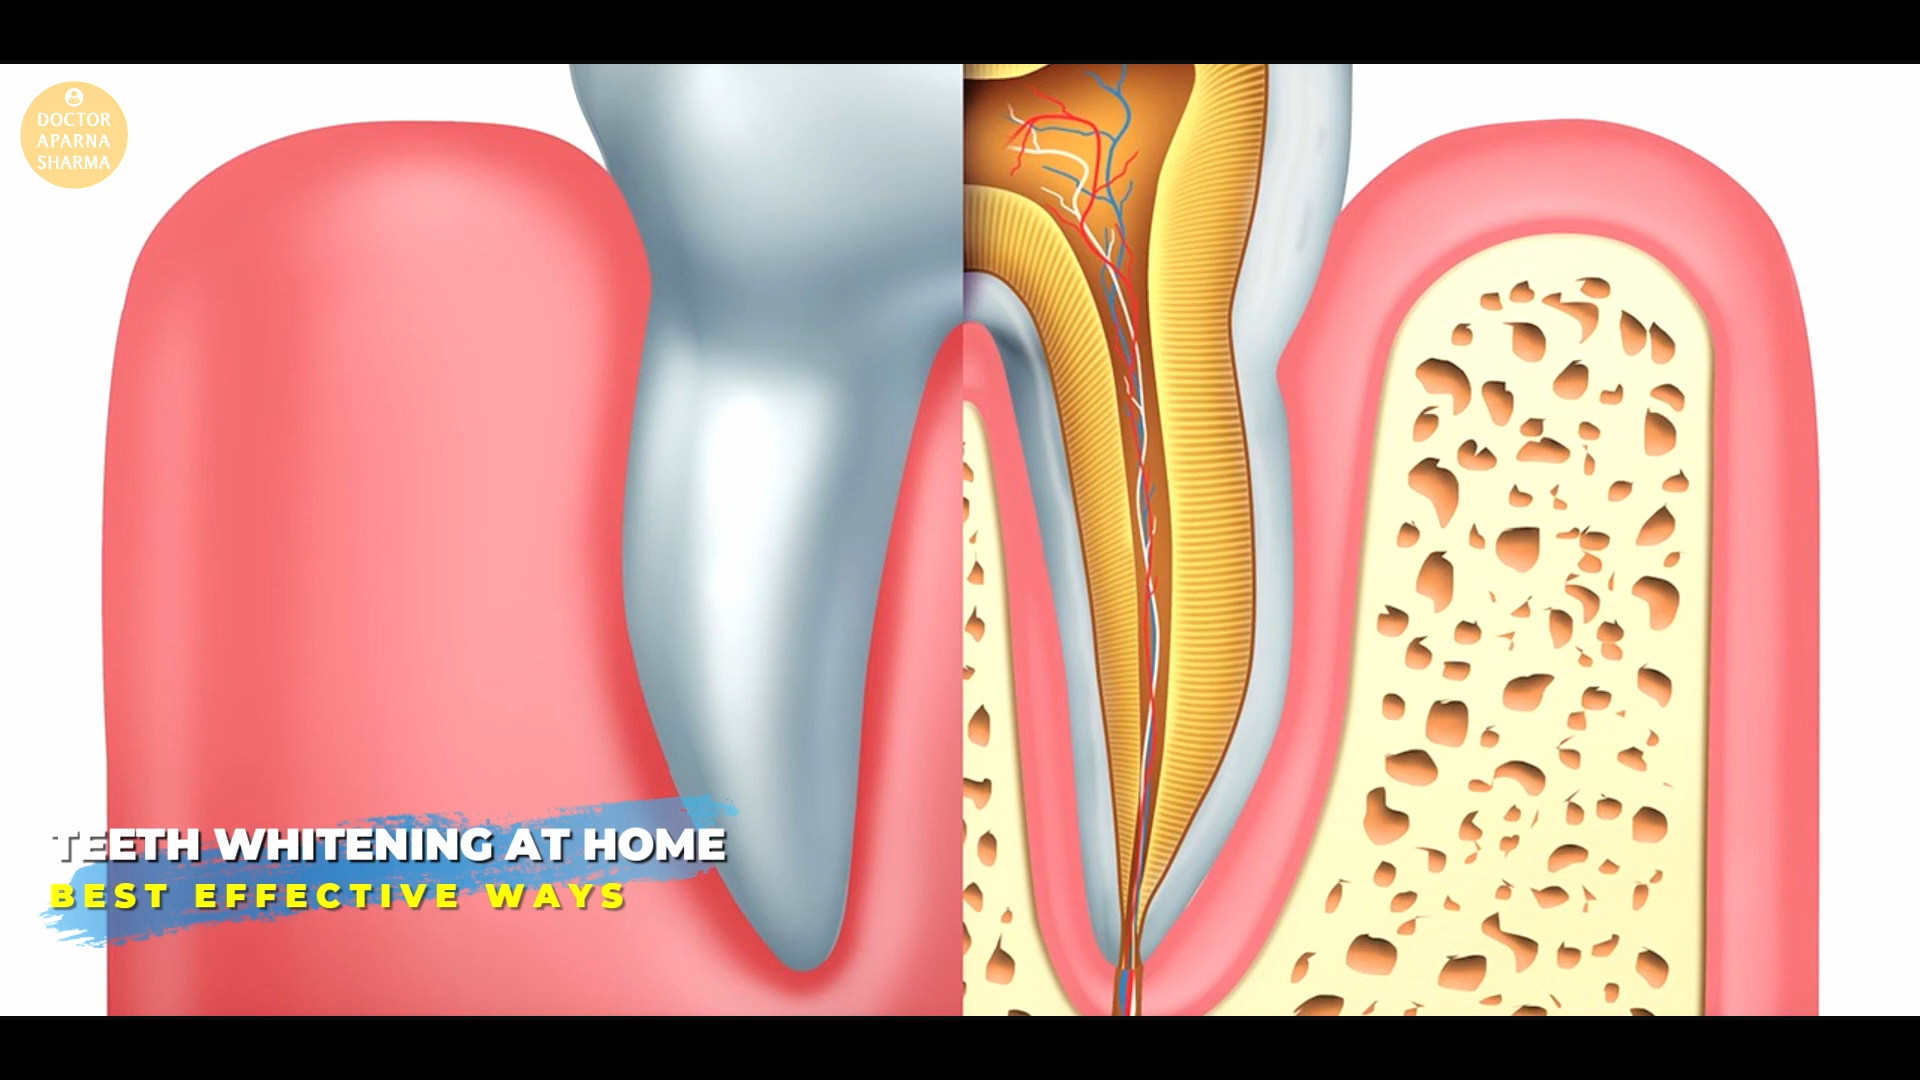 DOCTOR
APARNA
SHARMA
TEETH WHITENING AT HOME
BEST EFFECTIVE WAYS